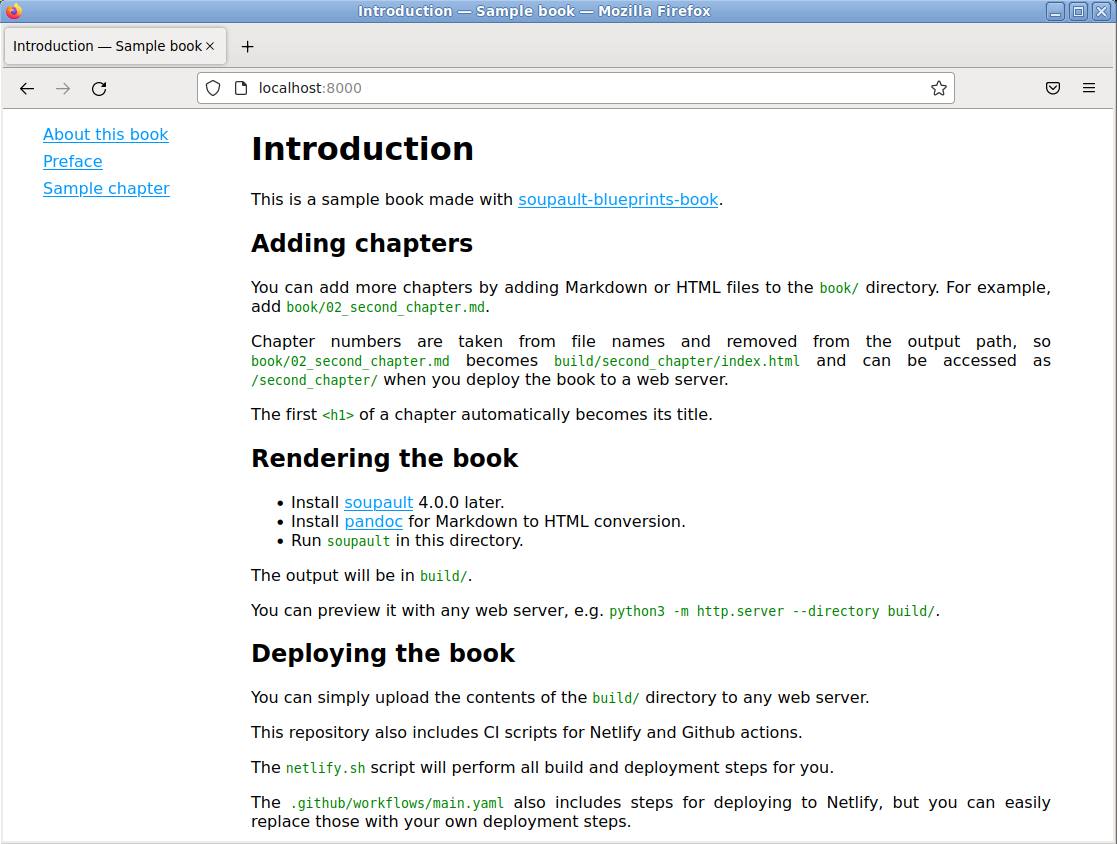 Introduction — Sample book — Mozilla Firefox
Introduction — Sample book
localhost:8000
About this book
Preface
Sample chapter
Introduction
This is a sample book made with soupault-blueprints-book.
Adding chapters
You can add more chapters by adding Markdown or HTML files to the book/ directory. For example,
add book/02_second_chapter.md.
Chapter numbers are taken from file names and removed from the output path, so
book/02_second_chapter.md becomes build/second_chapter/index.html and can be accessed as
/second_chapter/ when you deploy the book to a web server.
The first <h1> of a chapter automatically becomes its title.
Rendering the book
• Install soupault 4.0.0 later.
• Install pandoc for Markdown to HTML conversion.
• Run soupault in this directory.
The output will be in build/.
You can preview it with any web server, e.g. python3 -m http.server --directory build/.
Deploying the book
You can simply upload the contents of the build/ directory to any web server.
This repository also includes CI scripts for Netlify and Github actions.
The netlify.sh script will perform all build and deployment steps for you.
The .github/workflows/main.yaml also includes steps for deploying to Netlify, but you can easily
replace those with your own deployment steps.